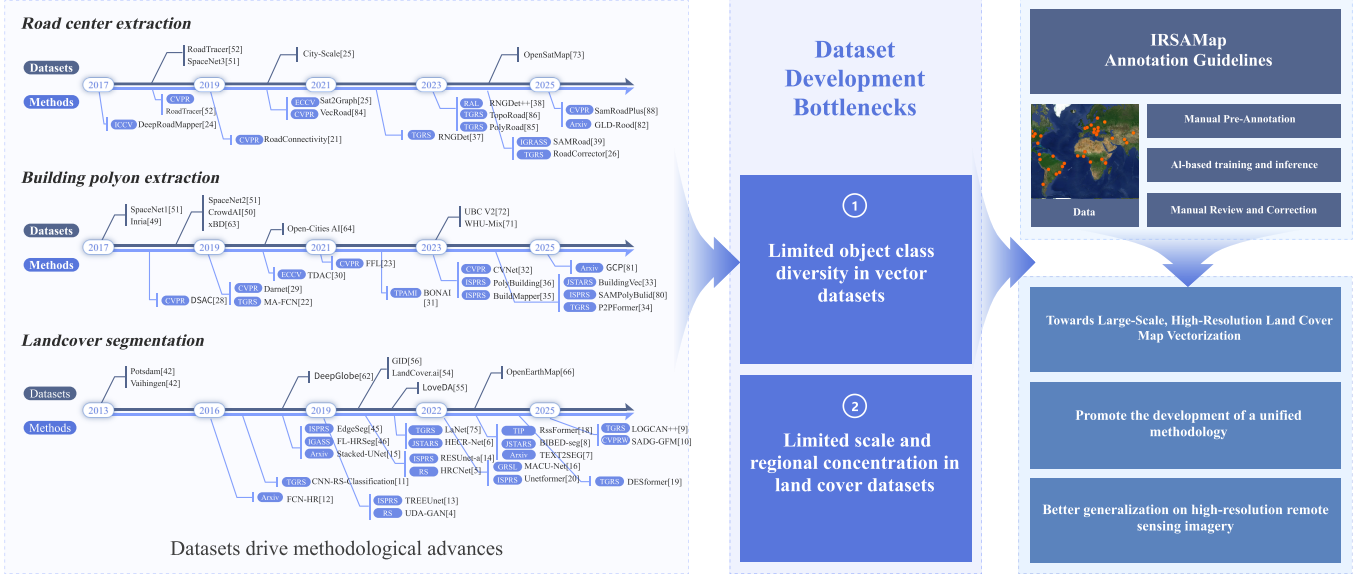 Road center extraction
RoadTracer[52]
SpaceNet3[51]
City-Scale[25]
OpenSatMap[73]
Datasets
2017
2019
2021
2023
2025
Methods
CVPR
RoadTracer[52]
ICCV DeepRoadMapper[24]
CVPR RoadConnectivity[21]
ECCV Sat2Graph[25]
CVPR VecRoad[84]
TGRS RNGDet[37]
RAL RNGDet++[38]
TGRS TopoRoad[86]
TGRS PolyRoad[85]
IGRASS SAMRoad[39]
TGRS RoadCorrector[26]
CVPR SamRoadPlus[88]
Arxiv GLD-Rood[82]
Building polyon extraction
SpaceNet1[51]
Inria[49]
SpaceNet2[51]
CrowdAI[50]
xBD[63]
Open-Cities AI[64]
UBC V2[72]
WHU-Mix[71]
Datasets
2017
2019
2021
2023
2025
Methods
CVPR DSAC[28]
CVPR Darnet[29]
TGRS MA-FCN[22]
ECCV TDAC[30]
CVPR FFL[23]
TPAMI BONAI
[31]
CVPR CVNet[32]
ISPRS PolyBuilding[36]
ISPRS BuildMapper[35]
Arxiv GCP[81]
JSTARS BuildingVec[33]
ISPRS SAMPolyBulid[80]
TGRS P2PFormer[34]
Landcover segmentation
Potsdam[42]
Vaihingen[42]
DeepGlobe[62]
GID[56]
LandCover.ai[54]
LoveDA[55]
OpenEarthMap[66]
Datasets
2013
2016
2019
2022
2025
Methods
Arxiv FCN-HR[12]
TGRS CNN-RS-Classification[11]
ISPRS EdgeSeg[45]
IGASS FL-HRSeg[46]
Arxiv Stacked-UNet[15]
ISPRS TREEUnet[13]
RS UDA-GAN[4]
TGRS LaNet[75]
JSTARS HECR-Net[6]
ISPRS RESUnet-a[14]
RS HRCNet[5]
TIP RssFormer[18]
JSTARS BIBED-seg[8]
Arxiv TEXT2SEG[7]
GRSL MACU-Net[16]
ISPRS Unetformer[20]
TGRS LOGCAN++[9]
CVPRW SADG-GFM[10]
TGRS DESformer[19]
Datasets drive methodological advances
Dataset
Development
Bottlenecks
1
Limited object class
diversity in vector
datasets
2
Limited scale and
regional concentration in
land cover datasets
IRSAMap
Annotation Guidelines
Data
Manual Pre-Annotation
AI-based training and inference
Manual Review and Correction
Towards Large-Scale, High-Resolution Land Cover
Map Vectorization
Promote the development of a unified
methodology
Better generalization on high-resolution remote
sensing imagery